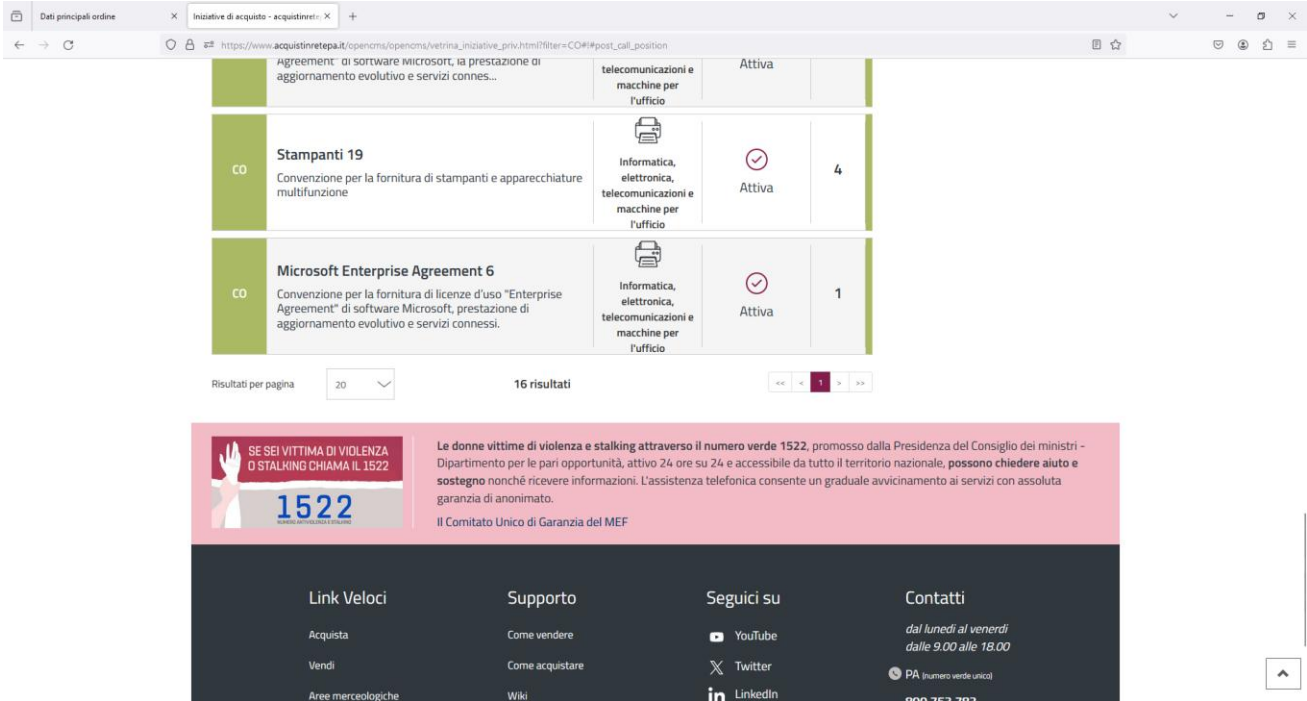 Dati principali ordine
Iniziative di acquisto - acquistinrete
https://www.acquistinretepa.it/opencms/opencms/vetrina_iniziative_priv.html?filter=CO#!#post_call_position
Agreement" di software Microsoft, la prestazione di
aggiornamento evolutivo e servizi connes...
telecomunicazioni e
macchine per
l'ufficio
Attiva
CO
Stampanti 19
Convenzione per la fornitura di stampanti e apparecchiature
multifunzione
Informatica,
elettronica,
telecomunicazioni e
macchine per
l'ufficio
Attiva
4
CO
Microsoft Enterprise Agreement 6
Convenzione per la fornitura di licenze d'uso "Enterprise
Agreement" di software Microsoft, prestazione di
aggiornamento evolutivo e servizi connessi.
Informatica,
elettronica,
telecomunicazioni e
macchine per
l'ufficio
Attiva
1
Risultati per pagina
20
16 risultati
<< < 1 > >>
SE SEI VITTIMA DI VIOLENZA
O STALKING CHIAMA IL 1522
1522
NUMERO ANTIVIOLENZA E STALKING
Le donne vittime di violenza e stalking attraverso il numero verde 1522, promosso dalla Presidenza del Consiglio dei ministri -
Dipartimento per le pari opportunità, attivo 24 ore su 24 e accessibile da tutto il territorio nazionale, possono chiedere aiuto e
sostegno nonché ricevere informazioni. L'assistenza telefonica consente un graduale avvicinamento ai servizi con assoluta
garanzia di anonimato.
Il Comitato Unico di Garanzia del MEF
Link Veloci
Acquista
Vendi
Aree merceologiche
Supporto
Come vendere
Come acquistare
Wiki
Seguici su
YouTube
Twitter
LinkedIn
Contatti
dal lunedì al venerdì
dalle 9.00 alle 18.00
PA (numero verde unico)